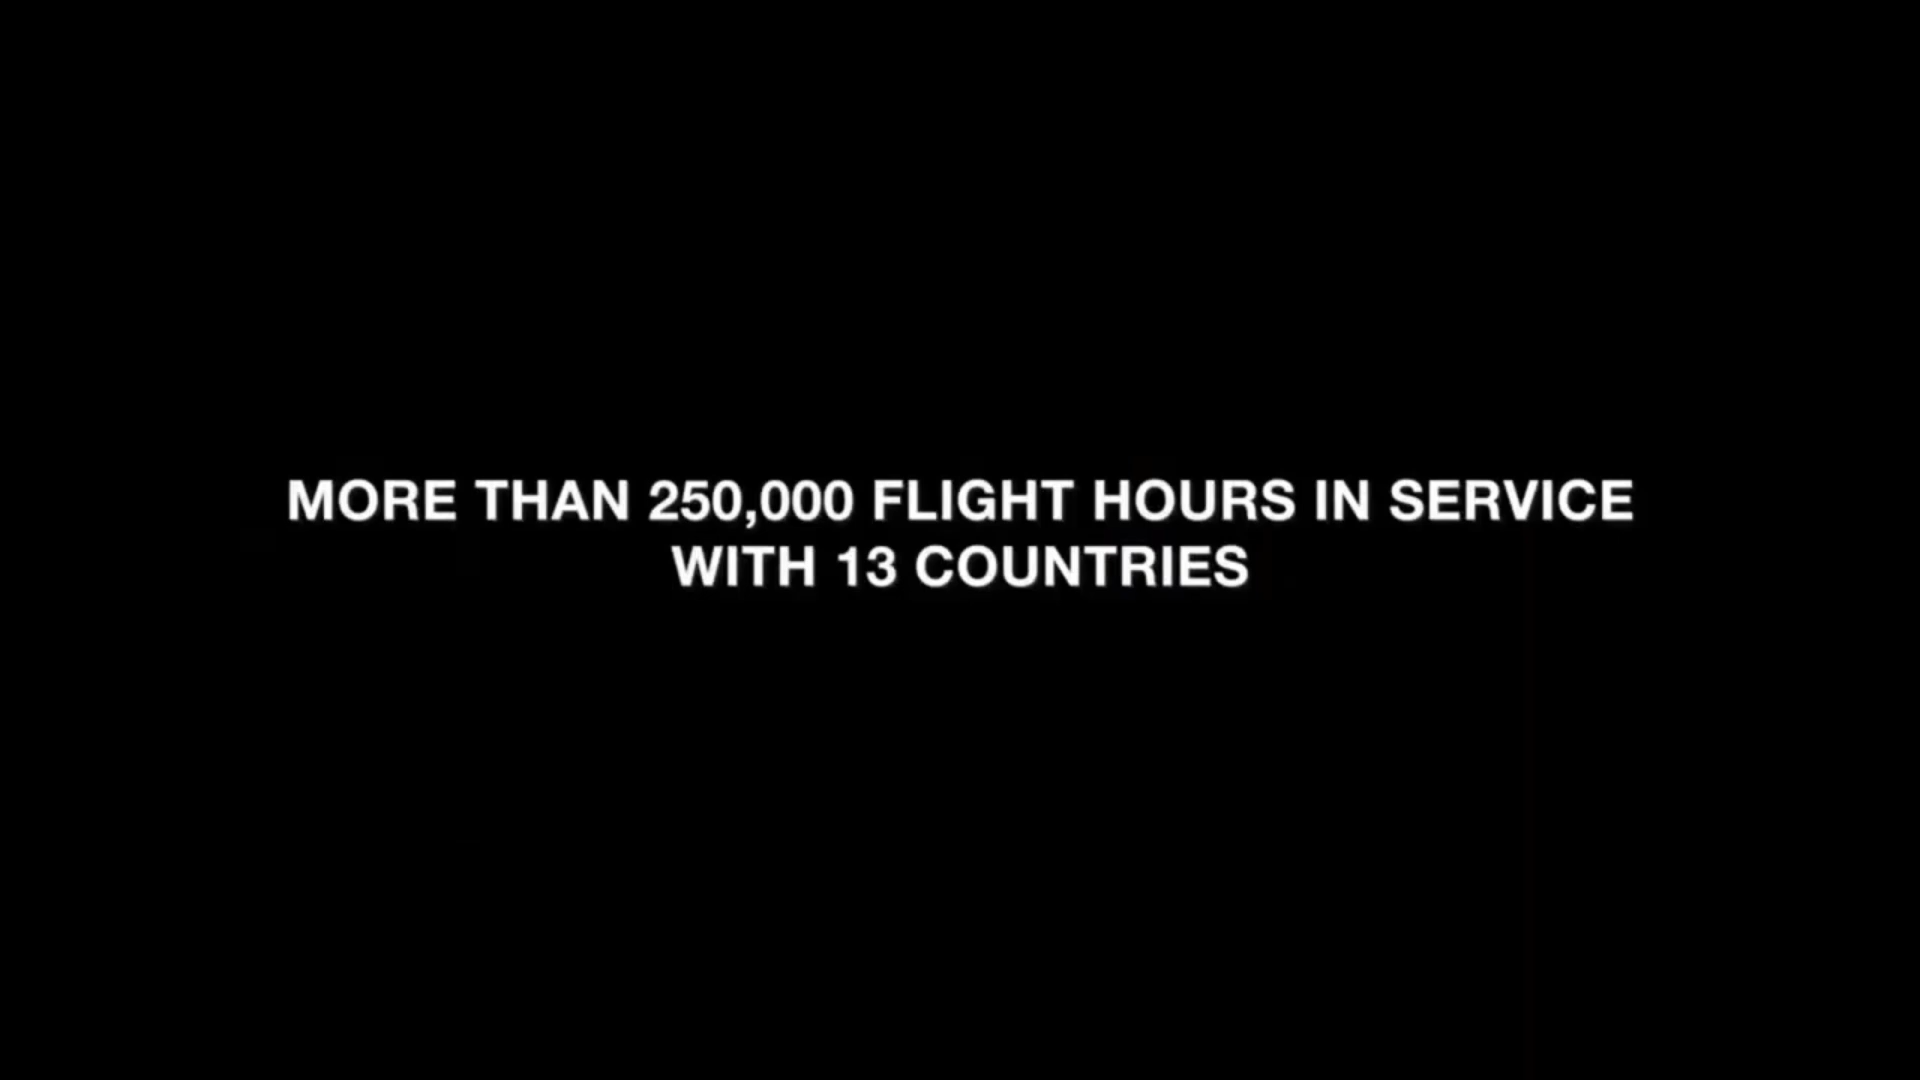 MORE THAN 250,000 FLIGHT HOURS IN SERVICE
WITH 13 COUNTRIES